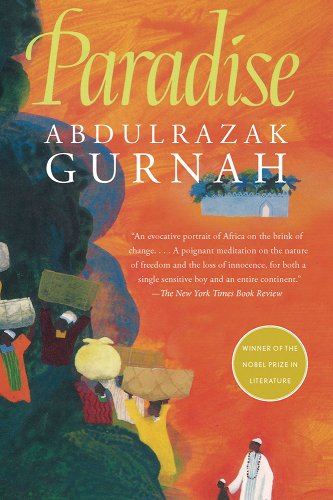 Paradise
ABDULRAZAK
GURNAH
"An evocative portrait of Africa on the brink of
change. . . . A poignant meditation on the nature
of freedom and the loss of innocence, for both a
single sensitive boy and an entire continent."
—The New York Times Book Review
WINNER OF THE
NOBEL PRIZE IN
LITERATURE